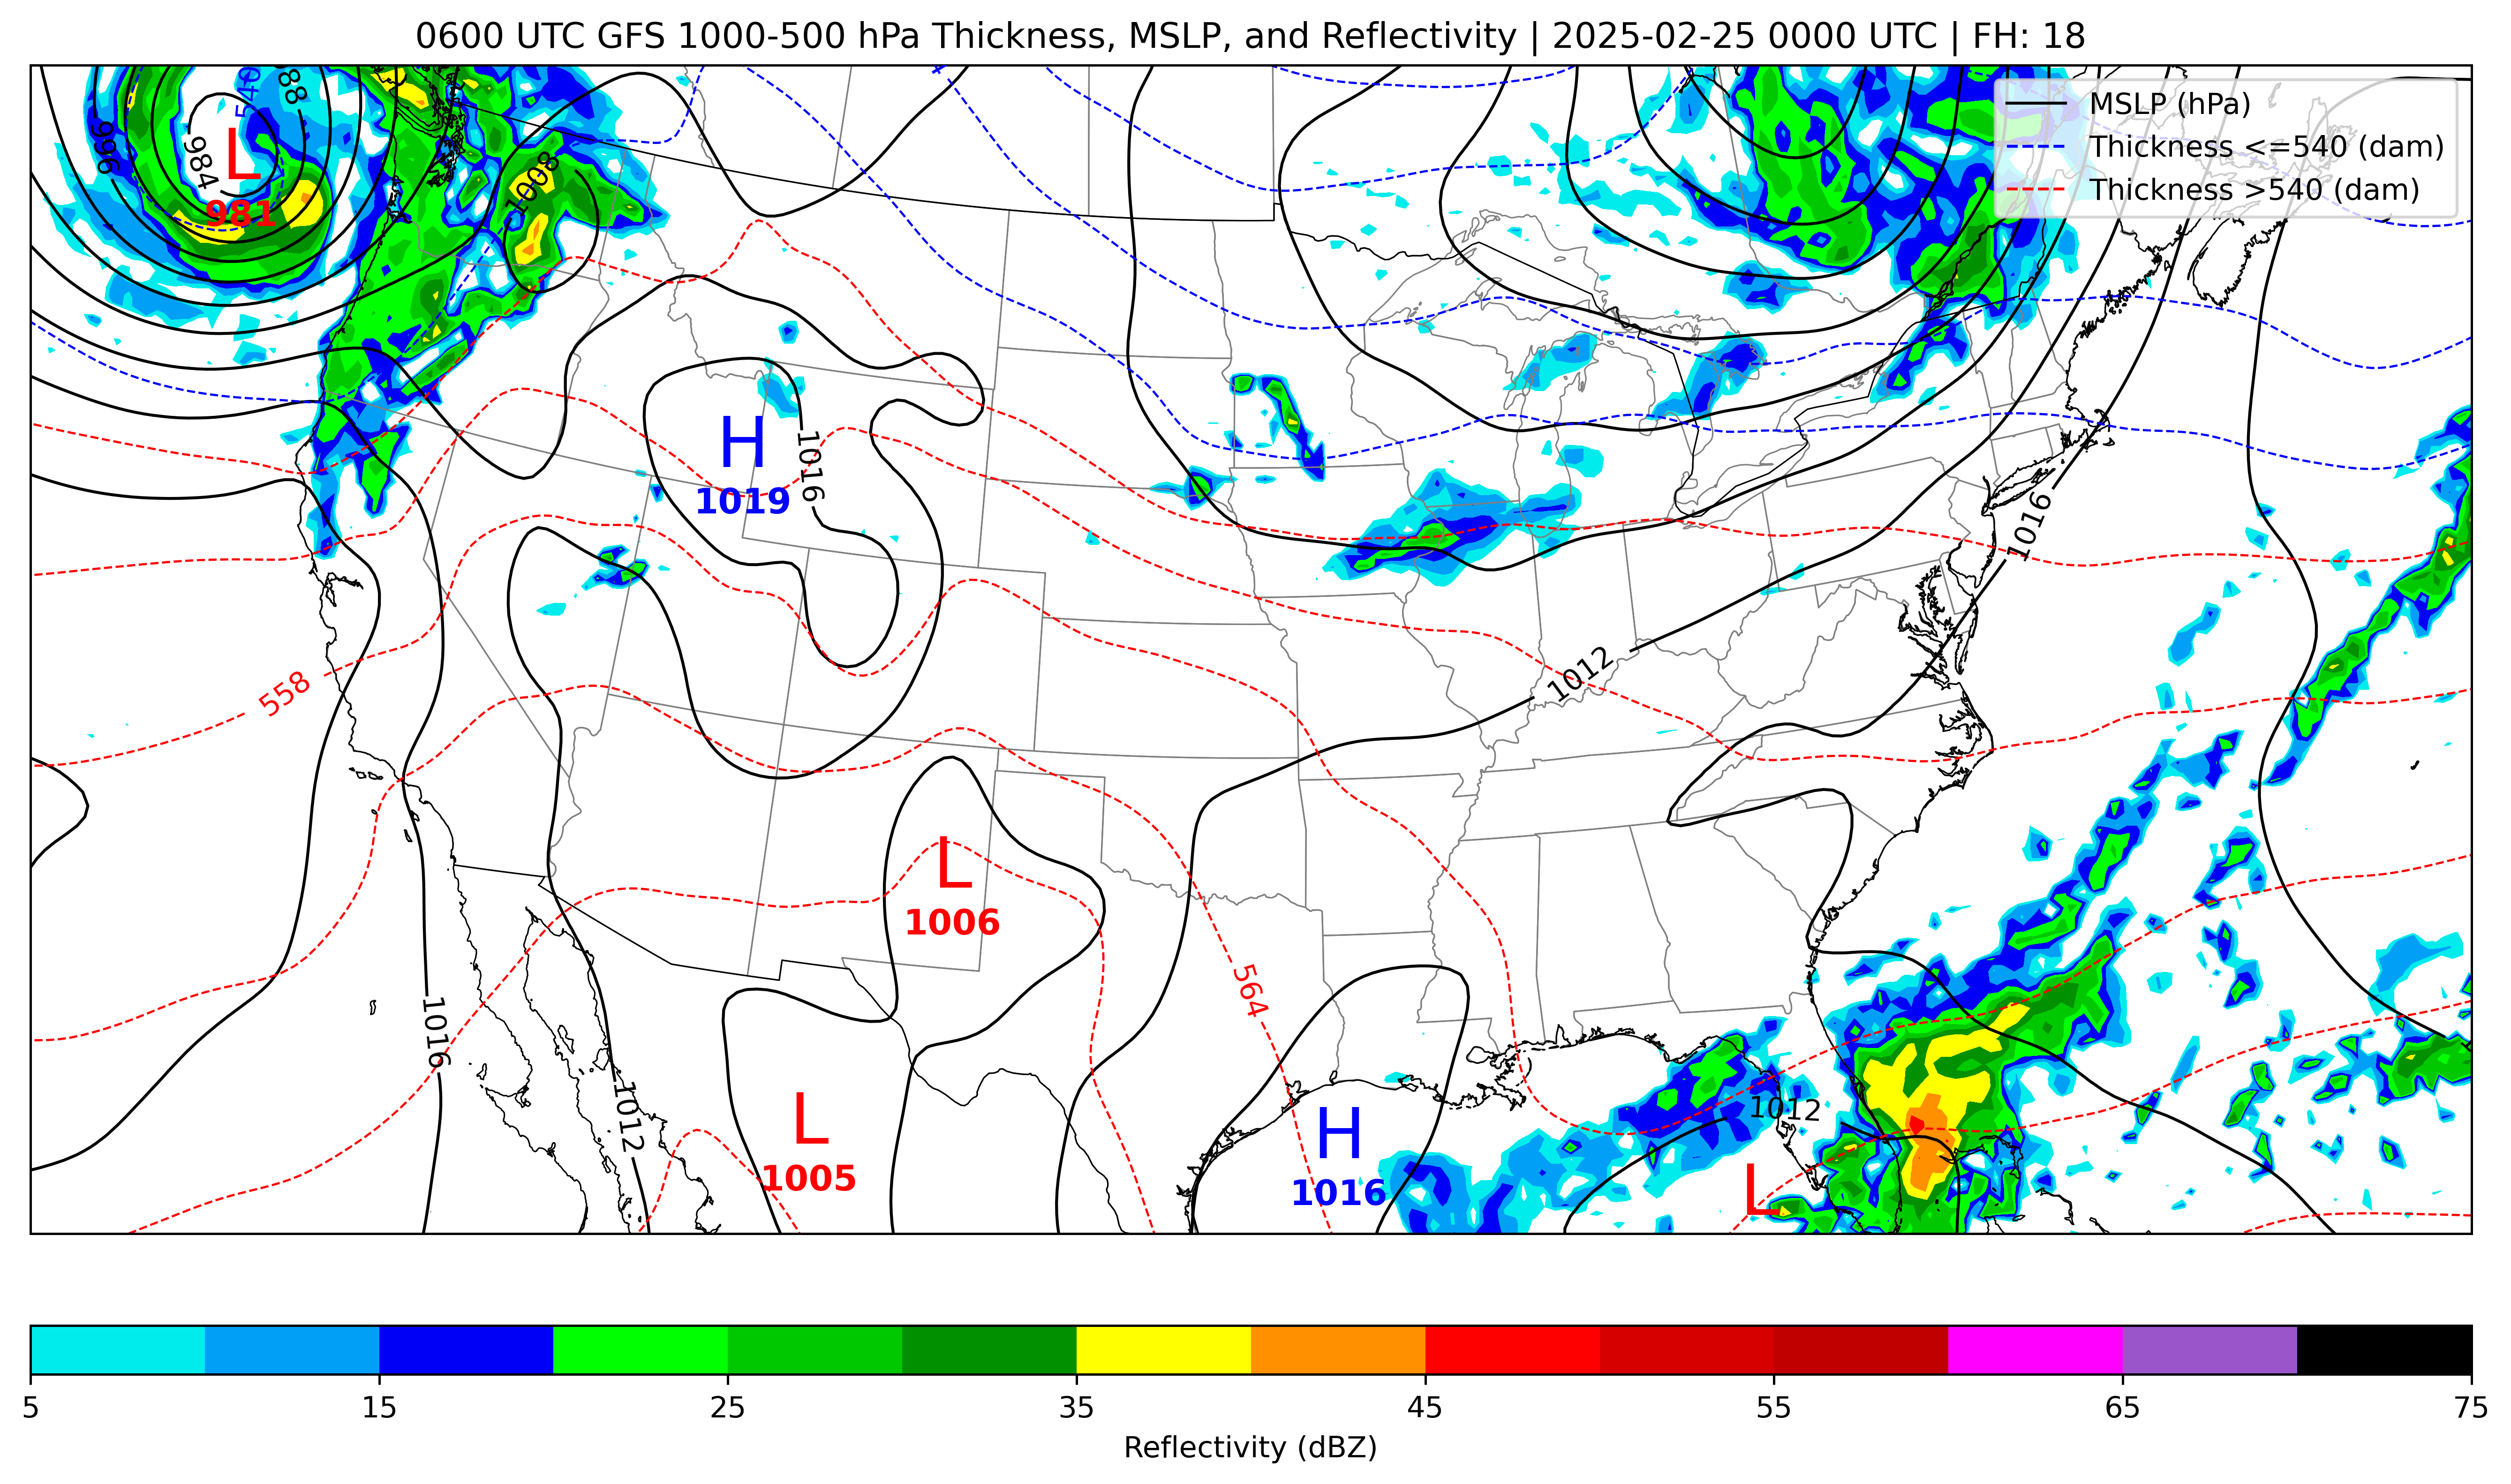 0600 UTC GFS 1000-500 hPa Thickness, MSLP, and Reflectivity | 2025-02-25 0000 UTC | FH: 18
MSLP (hPa)
Thickness <=540 (dam)
Thickness >540 (dam)
996
984
L
981
1008
H
1019
1016
1016
1012
558
L
1006
564
1016
1012
L
1005
H
1016
1012
L
5 15 25 35 45 55 65 75
Reflectivity (dBZ)